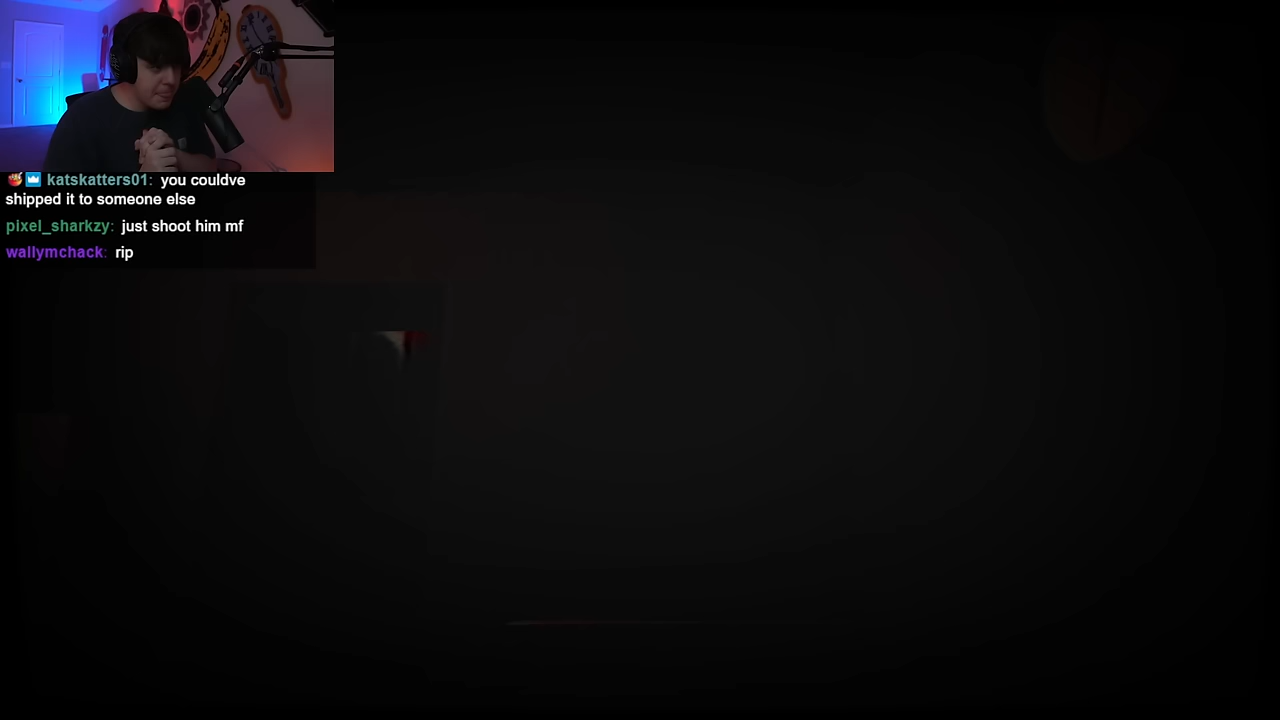 katskatters01: you couldve
shipped it to someone else
pixel_sharkzy: just shoot him mf
wallymchack: rip